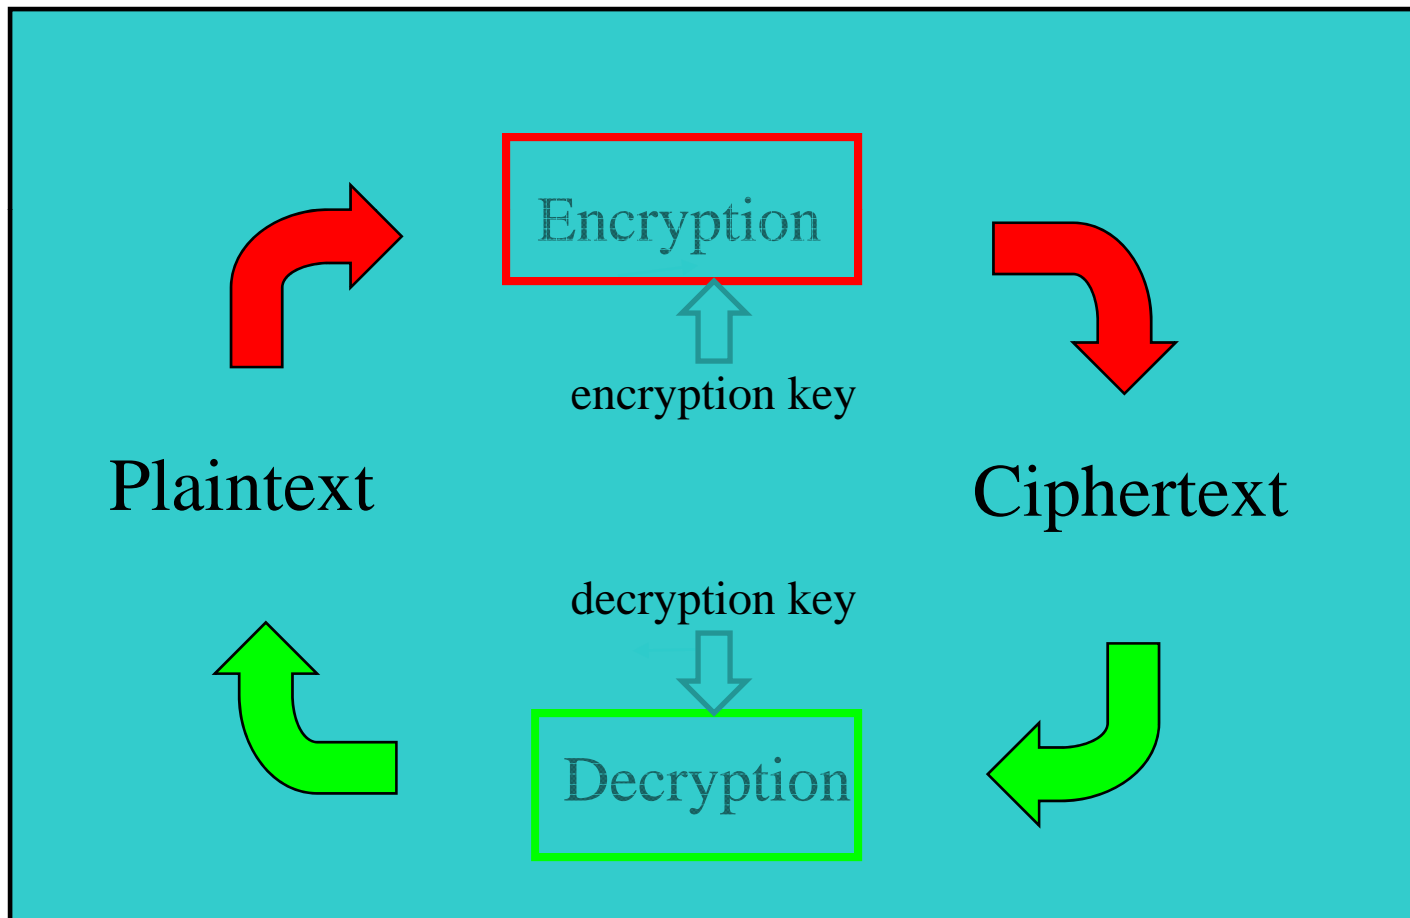 Encryption
encryption key
Plaintext
Ciphertext
decryption key
Decryption